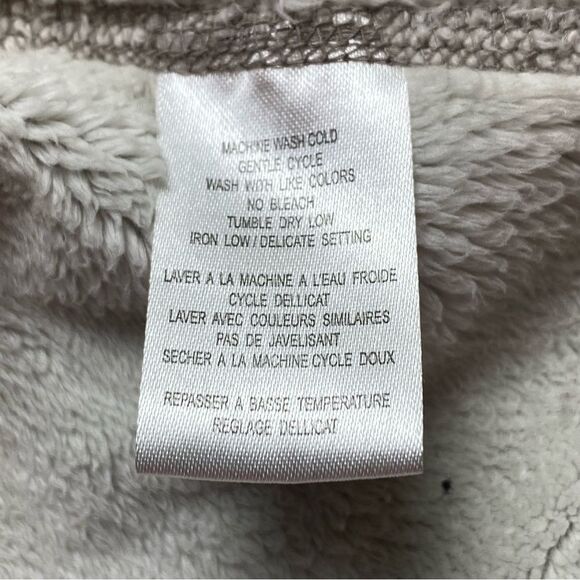 MACHINE WASH COLD
GENTLE CYCLE
WASH WITH LIKE COLORS
NO BLEACH
TUMBLE DRY LOW
IRON LOW / DELICATE SETTING
LAVER A LA MACHINE A L'EAU FROIDE
CYCLE DELLICAT
LAVER AVEC COULEURS SIMILAIRES
PAS DE JAVELISANT
SECHER A LA MACHINE CYCLE DOUX
REPASSER A BASSE TEMPERATURE
REGLAGE DELLICAT